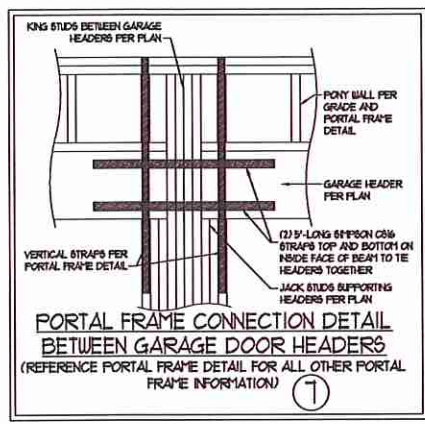 KING STUDS BETWEEN GARAGE
HEADERS PER PLAN
PONY WALL PER
GRADE AND
PORTAL FRAME
DETAIL
GARAGE HEADER
PER PLAN
(2) 5'-LONG SIMPSON CS16
STRAPS TOP AND BOTTOM ON
INSIDE FACE OF BEAM TO TIE
HEADERS TOGETHER
VERTICAL STRAPS PER
PORTAL FRAME DETAIL
JACK STUDS SUPPORTING
HEADERS PER PLAN
PORTAL FRAME CONNECTION DETAIL
BETWEEN GARAGE DOOR HEADERS
(REFERENCE PORTAL FRAME DETAIL FOR ALL OTHER PORTAL
FRAME INFORMATION)
7